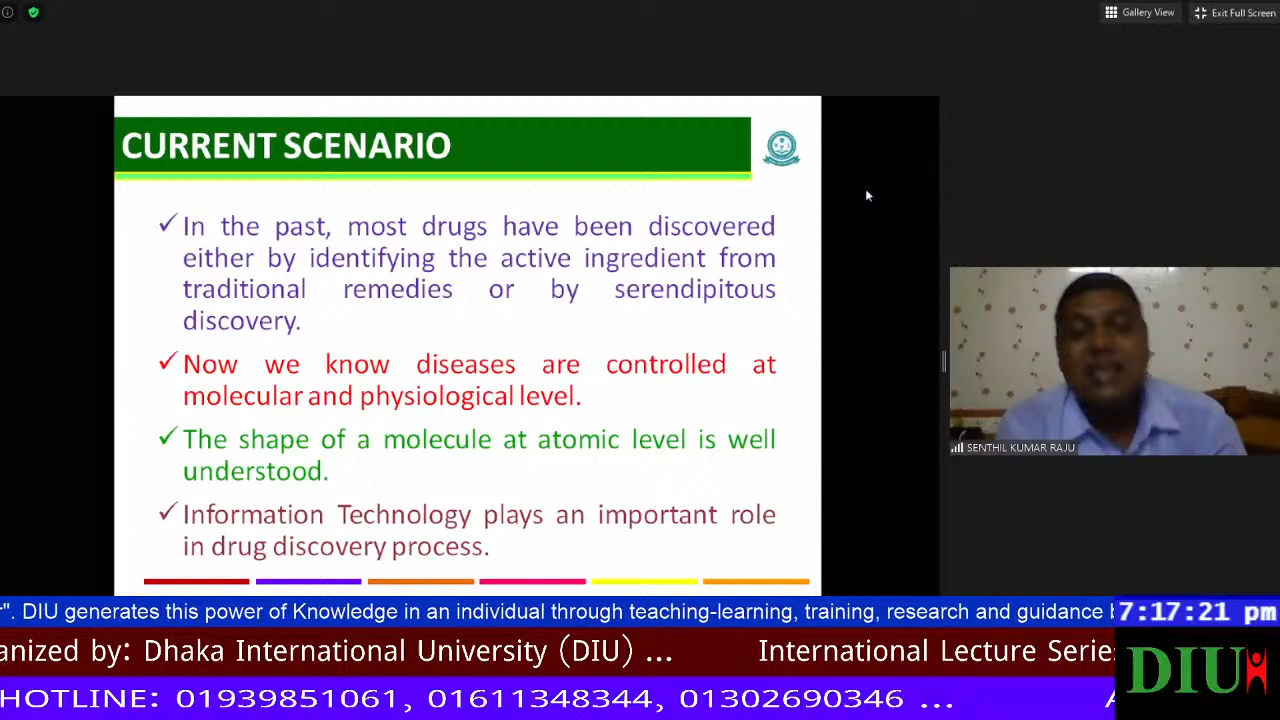 Gallery View
Exit Full Screen
CURRENT SCENARIO
✓ In the past, most drugs have been discovered
either by identifying the active ingredient from
traditional remedies or by serendipitous
discovery.
✓ Now we know diseases are controlled at
molecular and physiological level.
✓ The shape of a molecule at atomic level is well
understood.
✓ Information Technology plays an important role
in drug discovery process.
SENTHIL KUMAR RAJU
r". DIU generates this power of Knowledge in an individual through teaching-learning, training, research and guidance
7:17:21 pm
anized by: Dhaka International University (DIU) ... International Lecture Serie
HOTLINE: 01939851061, 01611348344, 01302690346 ...
DIU